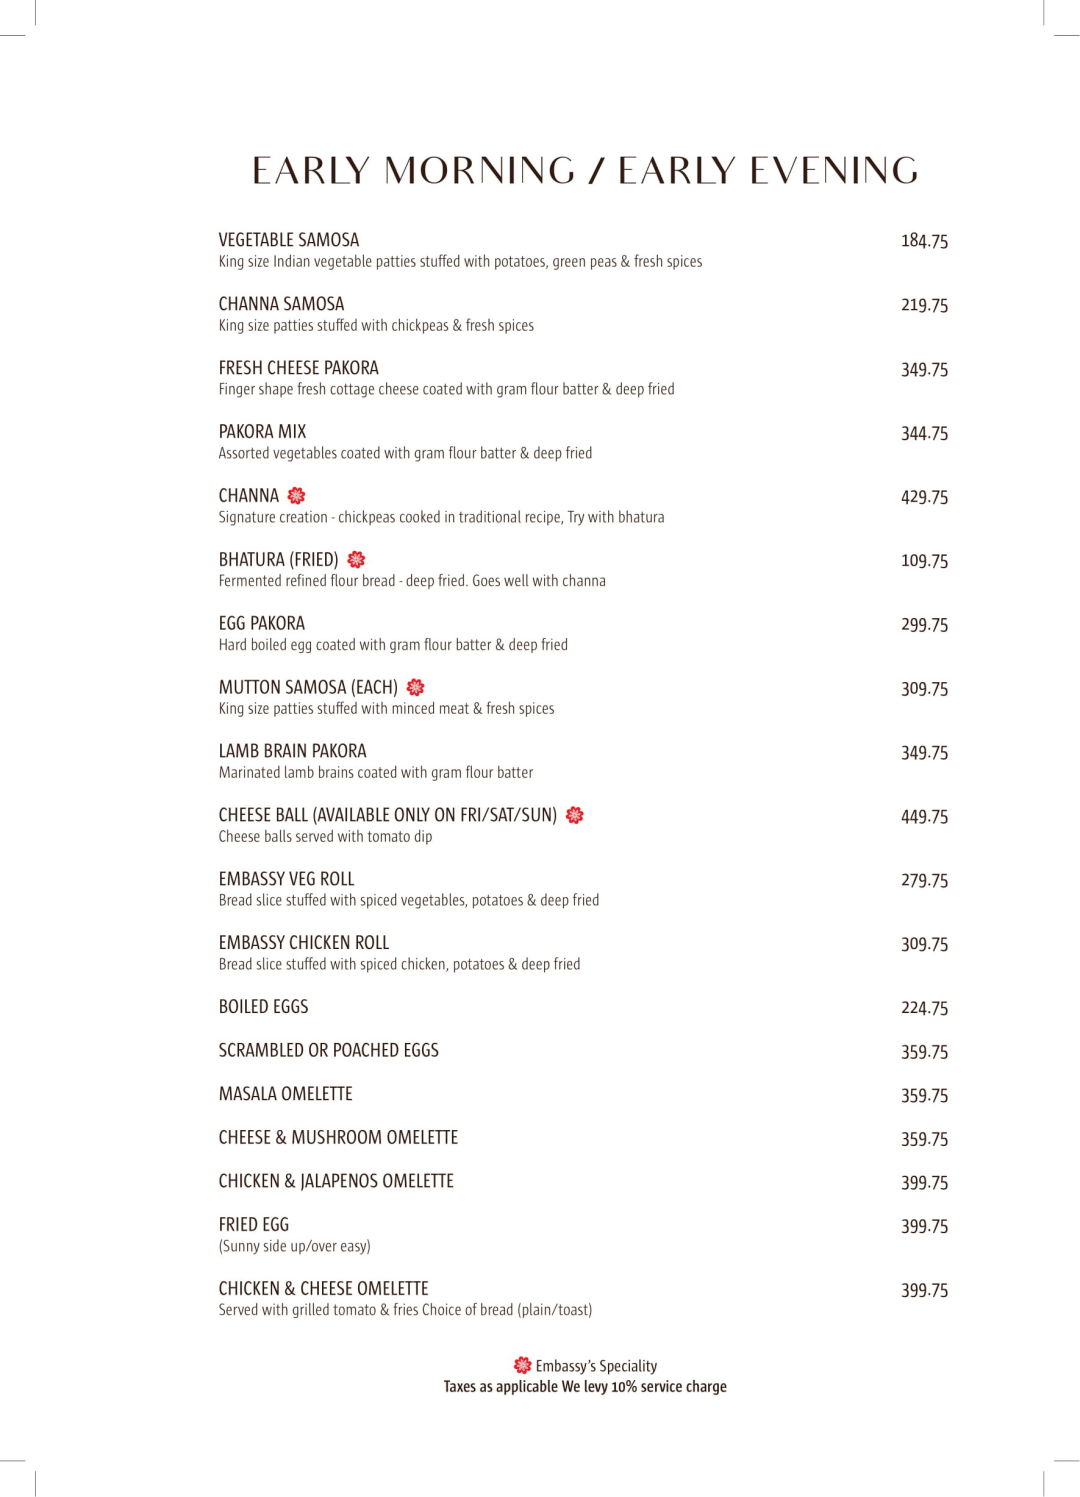 EARLY MORNING / EARLY EVENING
VEGETABLE SAMOSA 184.75
King size Indian vegetable patties stuffed with potatoes, green peas & fresh spices
CHANNA SAMOSA 219.75
King size patties stuffed with chickpeas & fresh spices
FRESH CHEESE PAKORA 349.75
Finger shape fresh cottage cheese coated with gram flour batter & deep fried
PAKORA MIX 344.75
Assorted vegetables coated with gram flour batter & deep fried
CHANNA 429.75
Signature creation - chickpeas cooked in traditional recipe, Try with bhatura
BHATURA (FRIED) 109.75
Fermented refined flour bread - deep fried. Goes well with channa
EGG PAKORA 299.75
Hard boiled egg coated with gram flour batter & deep fried
MUTTON SAMOSA (EACH) 309.75
King size patties stuffed with minced meat & fresh spices
LAMB BRAIN PAKORA 349.75
Marinated lamb brains coated with gram flour batter
CHEESE BALL (AVAILABLE ONLY ON FRI/SAT/SUN) 449.75
Cheese balls served with tomato dip
EMBASSY VEG ROLL 279.75
Bread slice stuffed with spiced vegetables, potatoes & deep fried
EMBASSY CHICKEN ROLL 309.75
Bread slice stuffed with spiced chicken, potatoes & deep fried
BOILED EGGS 224.75
SCRAMBLED OR POACHED EGGS 359.75
MASALA OMELETTE 359.75
CHEESE & MUSHROOM OMELETTE 359.75
CHICKEN & JALAPENOS OMELETTE 399.75
FRIED EGG 399.75
(Sunny side up/over easy)
CHICKEN & CHEESE OMELETTE 399.75
Served with grilled tomato & fries Choice of bread (plain/toast)
Embassy's Speciality
Taxes as applicable We levy 10% service charge